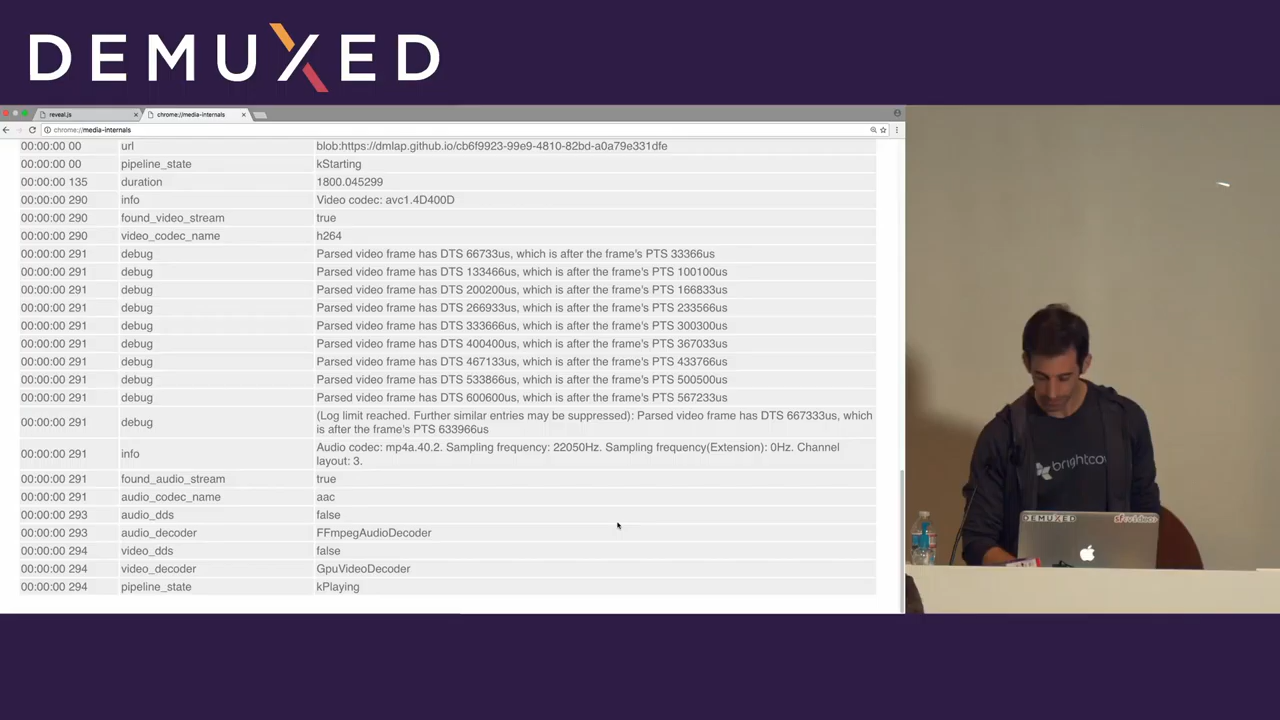 DEMUXED
reveal.js
chrome://media-internals
chrome://media-internals
00:00:00 00 url blob:https://dmlap.github.io/cb6f9923-99e9-4810-82bd-a0a79e331dfe
00:00:00 00 pipeline_state kStarting
00:00:00 135 duration 1800.045299
00:00:00 290 info Video codec: avc1.4D400D
00:00:00 290 found_video_stream true
00:00:00 290 video_codec_name h264
00:00:00 291 debug Parsed video frame has DTS 66733us, which is after the frame's PTS 33366us
00:00:00 291 debug Parsed video frame has DTS 133466us, which is after the frame's PTS 100100us
00:00:00 291 debug Parsed video frame has DTS 200200us, which is after the frame's PTS 166833us
00:00:00 291 debug Parsed video frame has DTS 266933us, which is after the frame's PTS 233566us
00:00:00 291 debug Parsed video frame has DTS 333666us, which is after the frame's PTS 300300us
00:00:00 291 debug Parsed video frame has DTS 400400us, which is after the frame's PTS 367033us
00:00:00 291 debug Parsed video frame has DTS 467133us, which is after the frame's PTS 433766us
00:00:00 291 debug Parsed video frame has DTS 533866us, which is after the frame's PTS 500500us
00:00:00 291 debug Parsed video frame has DTS 600600us, which is after the frame's PTS 567233us
00:00:00 291 debug (Log limit reached. Further similar entries may be suppressed): Parsed video frame has DTS 667333us, which
is after the frame's PTS 633966us
00:00:00 291 info Audio codec: mp4a.40.2. Sampling frequency: 22050Hz. Sampling frequency(Extension): 0Hz. Channel
layout: 3.
00:00:00 291 found_audio_stream true
00:00:00 291 audio_codec_name aac
00:00:00 293 audio_dds false
00:00:00 293 audio_decoder FFmpegAudioDecoder
00:00:00 294 video_dds false
00:00:00 294 video_decoder GpuVideoDecoder
00:00:00 294 pipeline_state kPlaying
brightco
DEMUXED
sf&lt;video&gt;